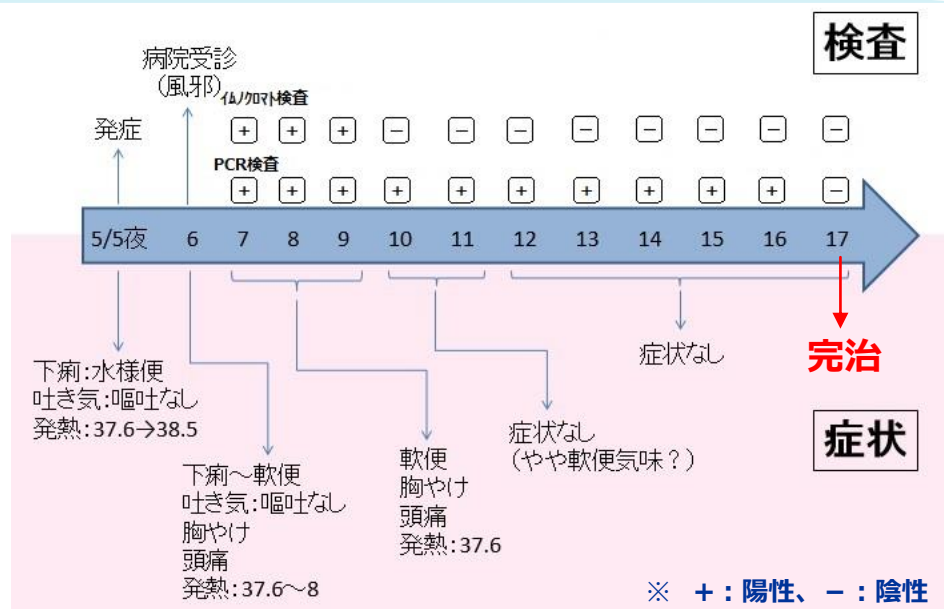 検査
病院受診
(風邪)
イムノクロマト検査
発症
+ + + － － － － － － － －
PCR検査
+ + + + + + + + + + －
5/5夜 6 7 8 9 10 11 12 13 14 15 16 17
症状なし
完治
下痢:水様便
吐き気:嘔吐なし
発熱:37.6→38.5
症状
症状なし
(やや軟便気味？)
軟便
胸やけ
頭痛
発熱:37.6
下痢～軟便
吐き気:嘔吐なし
胸やけ
頭痛
発熱:37.6～8
※ +：陽性、－：陰性